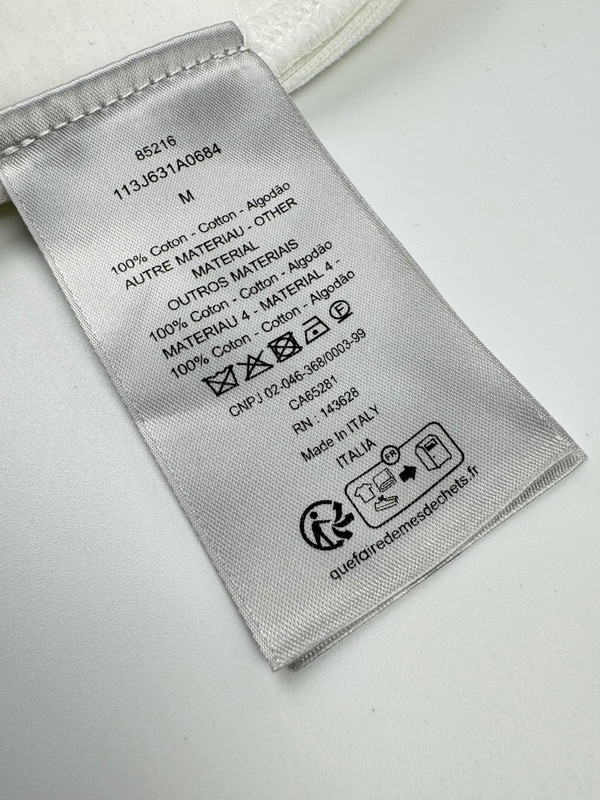 85216
113J631A0684
M
100% Coton - Cotton - Algodão
AUTRE MATERIAU - OTHER
MATERIAL
OUTROS MATERIAIS
100% Coton - Cotton - Algodão
MATERIAU 4 - MATERIAL 4 -
100% Coton - Cotton - Algodão
F
CNPJ 02-046-368/0003-99
CA65281
RN : 143628
Made In ITALY
ITALIA
FR
quefairedemesdechets.fr